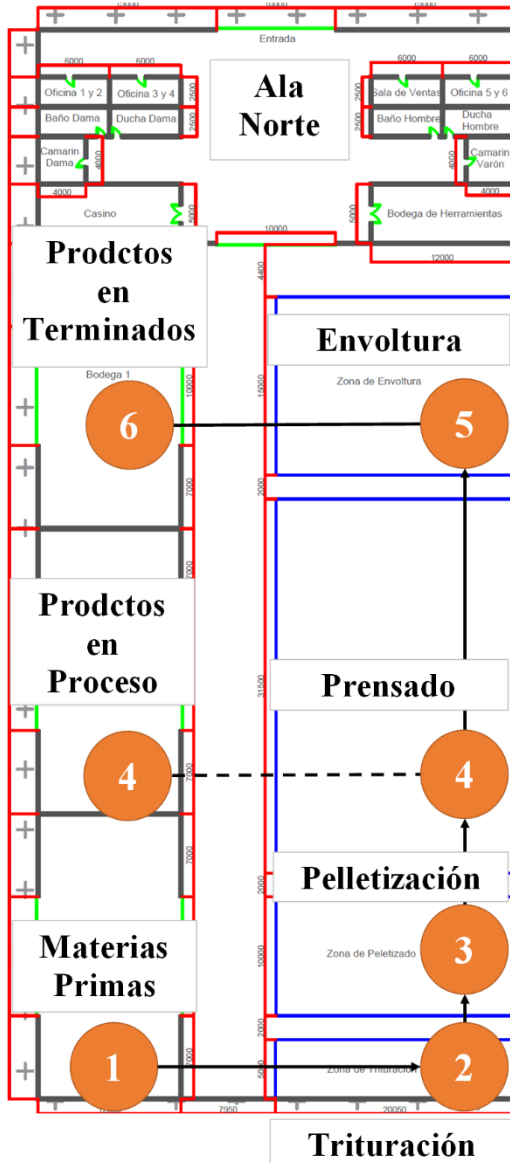 Entrada
6000
6000
6000
6000
Oficina 1 y 2
Oficina 3 y 4
2500
Ala
Norte
2500
Sala de Ventas
Oficina 5 y 6
Baño Dama
Ducha Dama
2500
2500
Baño Hombre
Ducha
Hombre
Camarin
Dama
4000
4000
Camarin
Varón
4000
4000
Casino
5000
5000
Bodega de Herramientas
10000
12000
4400
Prodctos
en
Terminados
Envoltura
Bodega 1
10000
15000
Zona de Envoltura
6
5
7000
2000
7000
Prodctos
en
Proceso
31500
Prensado
4
7000
4
7000
2000
Pelletización
Materias
Primas
10000
Zona de Peletizado
3
2000
1
7000
5000
Zona de Trituración
2
7950
20050
Trituración